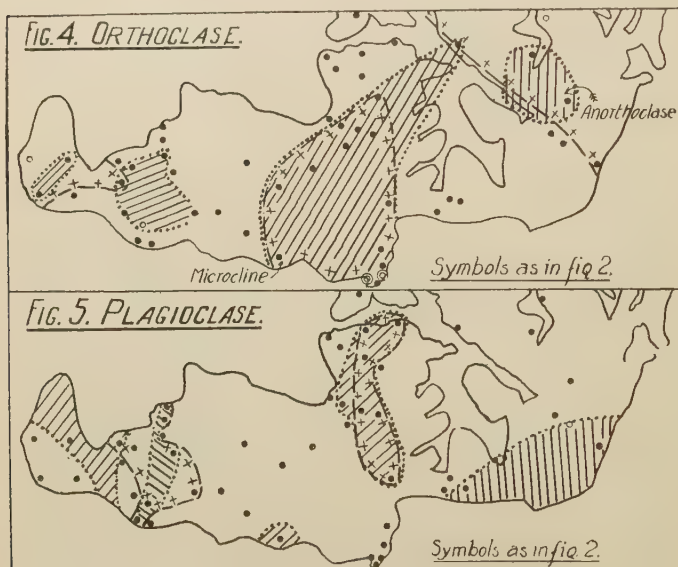 FIG. 4. ORTHOCLASE.
Anorthoclase
Microcline
Symbols as in fig 2.
FIG. 5. PLAGIOCLASE.
Symbols as in fig. 2.